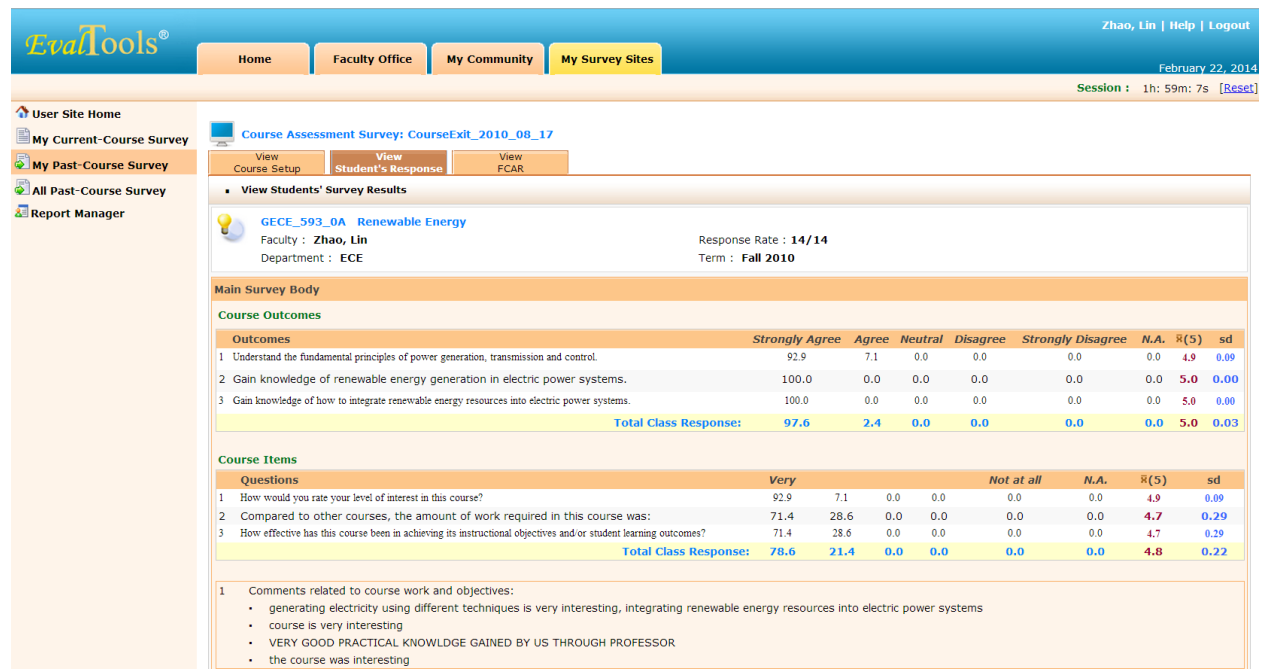 EvalTools®
Zhao, Lin | Help | Logout
Home Faculty Office My Community My Survey Sites
February 22, 2014
Session : 1h: 59m: 7s [Reset]
User Site Home
My Current-Course Survey
My Past-Course Survey
All Past-Course Survey
Report Manager
Course Assessment Survey: CourseExit_2010_08_17
View Course Setup View Student's Response View FCAR
▪ View Students' Survey Results
GECE_593_0A Renewable Energy
Faculty : Zhao, Lin Response Rate : 14/14
Department : ECE Term : Fall 2010
Main Survey Body
Course Outcomes
Outcomes Strongly Agree Agree Neutral Disagree Strongly Disagree N.A. x̄(5) sd
1 Understand the fundamental principles of power generation, transmission and control. 92.9 7.1 0.0 0.0 0.0 0.0 4.9 0.09
2 Gain knowledge of renewable energy generation in electric power systems. 100.0 0.0 0.0 0.0 0.0 0.0 5.0 0.00
3 Gain knowledge of how to integrate renewable energy resources into electric power systems. 100.0 0.0 0.0 0.0 0.0 0.0 5.0 0.00
Total Class Response: 97.6 2.4 0.0 0.0 0.0 0.0 5.0 0.03
Course Items
Questions Very Not at all N.A. x̄(5) sd
1 How would you rate your level of interest in this course? 92.9 7.1 0.0 0.0 0.0 0.0 4.9 0.09
2 Compared to other courses, the amount of work required in this course was: 71.4 28.6 0.0 0.0 0.0 0.0 4.7 0.29
3 How effective has this course been in achieving its instructional objectives and/or student learning outcomes? 71.4 28.6 0.0 0.0 0.0 0.0 4.7 0.29
Total Class Response: 78.6 21.4 0.0 0.0 0.0 0.0 4.8 0.22
1 Comments related to course work and objectives:
• generating electricity using different techniques is very interesting, integrating renewable energy resources into electric power systems
• course is very interesting
• VERY GOOD PRACTICAL KNOWLDGE GAINED BY US THROUGH PROFESSOR
• the course was interesting